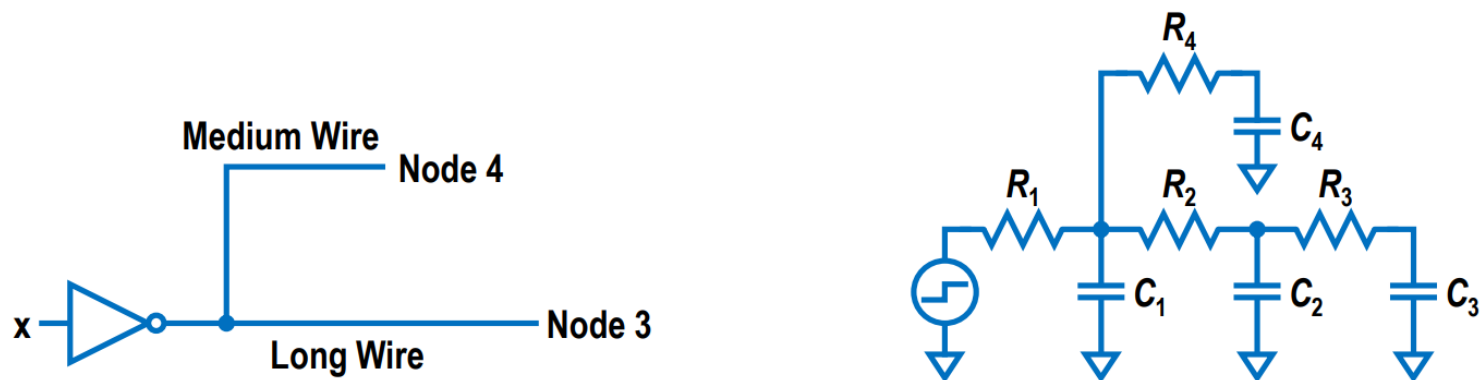 Medium Wire
Node 4
x
Node 3
Long Wire
R4
C4
R1
R2
R3
C1
C2
C3